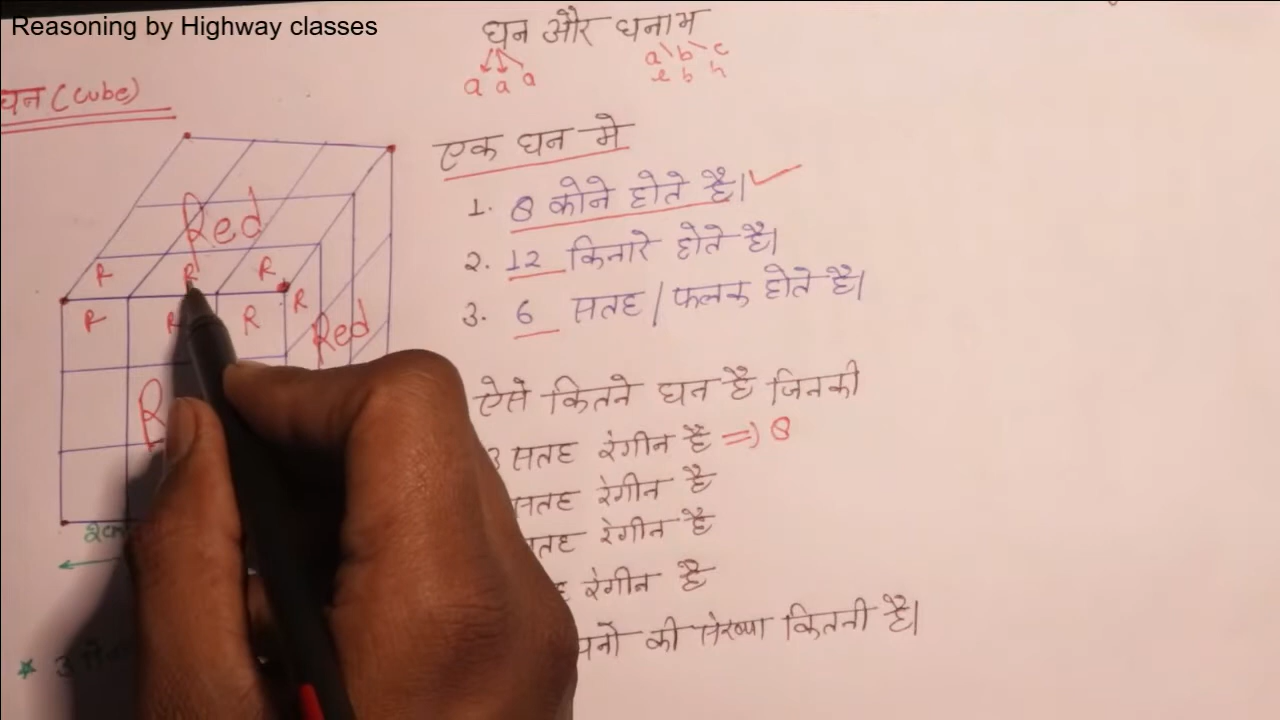 Reasoning by Highway classes
घन और घनाभ
a a a
a b c
l b h
घन (Cube)
एक घन मे
1. 8 कोने होते है।
2. 12 किनारे होते है।
3. 6 सतह / फलक होते है।
Red
R R R
R R R
R
Red
R
ऐसे कितने घन है जिनकी
3 सतह रंगीन है => 8
सतह रंगीन है
सतह रंगीन है
रंगीन है
घनो की संख्या कितनी है।
2cm